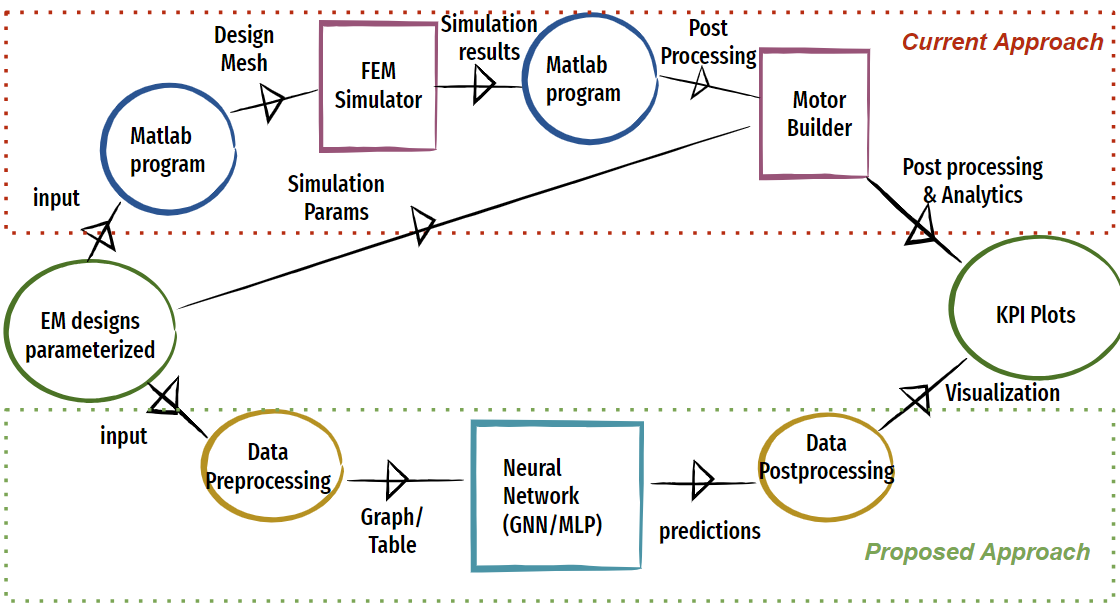 Current Approach
Design
Mesh
Simulation
results
Post
Processing
FEM
Simulator
Matlab
program
Motor
Builder
Matlab
program
input
Simulation
Params
Post processing
& Analytics
EM designs
parameterized
KPI Plots
Visualization
input
Data
Preprocessing
Graph/
Table
Neural
Network
(GNN/MLP)
predictions
Data
Postprocessing
Proposed Approach